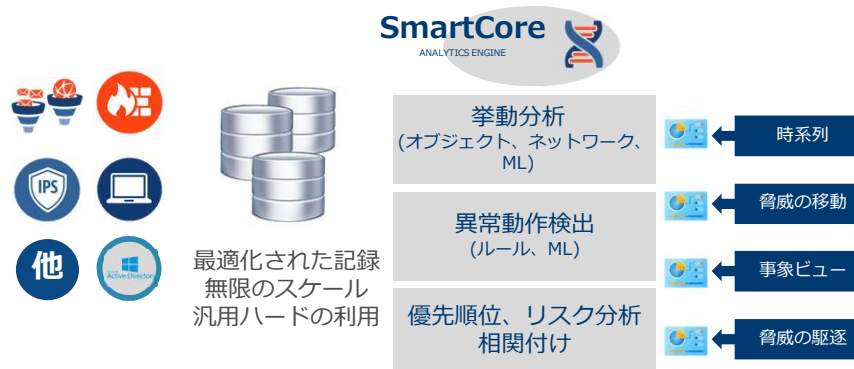 SmartCore
ANALYTICS ENGINE
IPS
他
Active Directory
最適化された記録
無限のスケール
汎用ハードの利用
挙動分析
(オブジェクト、ネットワーク、
ML)
異常動作検出
(ルール、ML)
優先順位、リスク分析
相関付け
時系列
脅威の移動
事象ビュー
脅威の駆逐